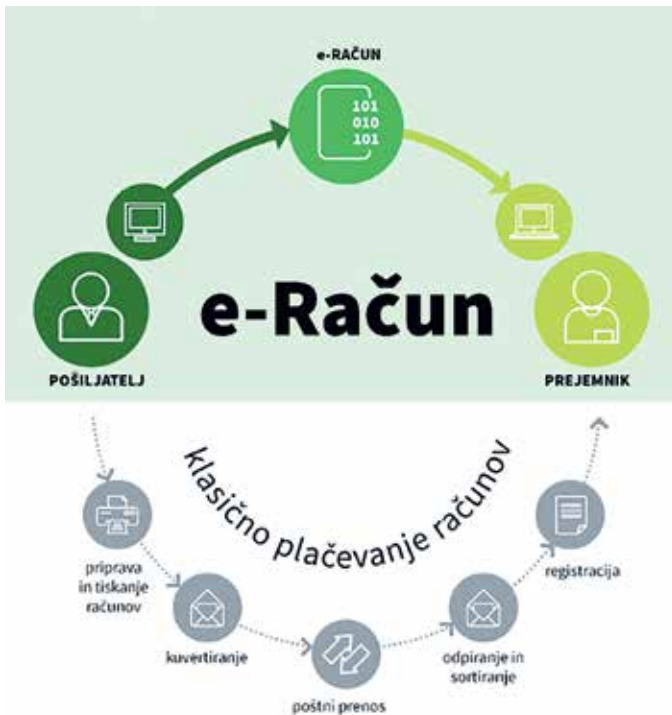 e-RAČUN
101
010
101
e-Račun
POŠILJATELJ
PREJEMNIK
klasično plačevanje računov
priprava
in tiskanje
računov
kuvertiranje
poštni prenos
odpiranje in
sortiranje
registracija